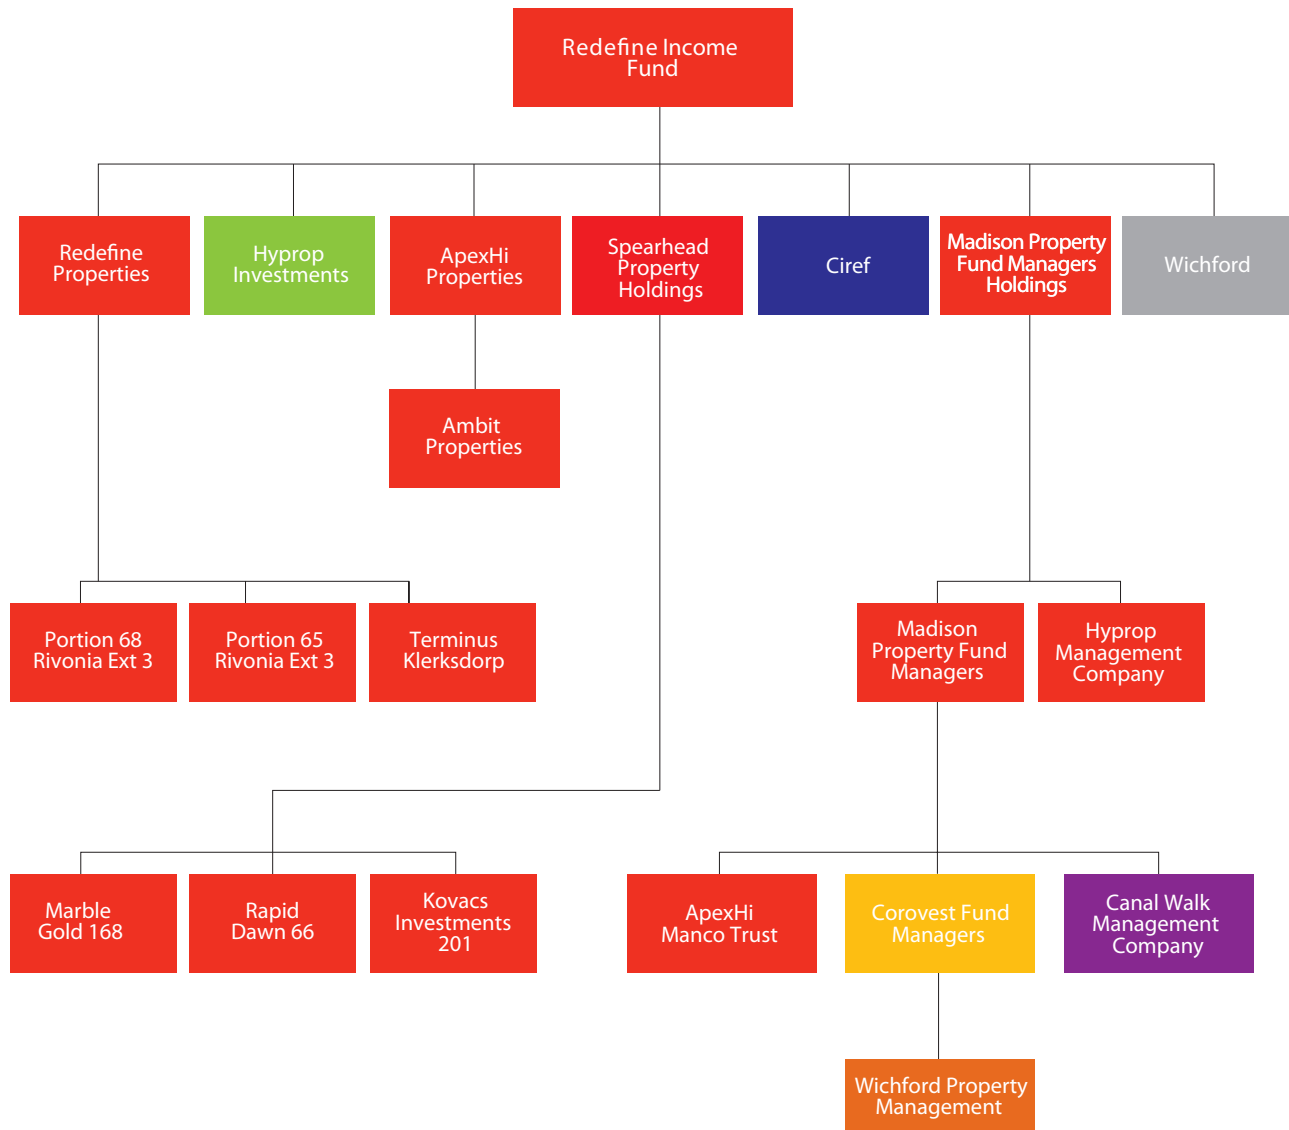 Redefine Income
Fund
Redefine
Properties
Hyprop
Investments
ApexHi
Properties
Spearhead
Property
Holdings
Ciref
Madison Property
Fund Managers
Holdings
Wichford
Ambit
Properties
Portion 68
Rivonia Ext 3
Portion 65
Rivonia Ext 3
Terminus
Klerksdorp
Madison
Property Fund
Managers
Hyprop
Management
Company
Marble
Gold 168
Rapid
Dawn 66
Kovacs
Investments
201
ApexHi
Manco Trust
Corovest Fund
Managers
Canal Walk
Management
Company
Wichford Property
Management